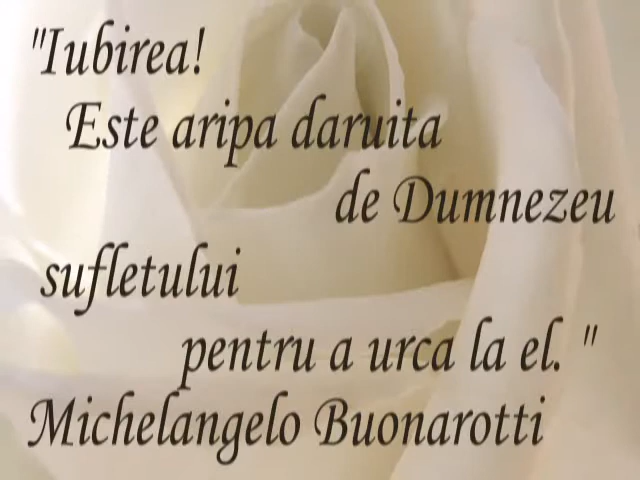 "Iubirea!
Este aripa daruita
de Dumnezeu
sufletului
pentru a urca la el. "
Michelangelo Buonarotti